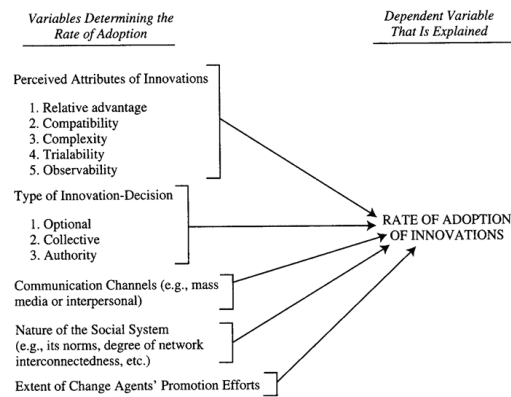 Variables Determining the
Rate of Adoption
Dependent Variable
That Is Explained
Perceived Attributes of Innovations
1. Relative advantage
2. Compatibility
3. Complexity
4. Trialability
5. Observability
Type of Innovation-Decision
1. Optional
2. Collective
3. Authority
RATE OF ADOPTION
OF INNOVATIONS
Communication Channels (e.g., mass
media or interpersonal)
Nature of the Social System
(e.g., its norms, degree of network
interconnectedness, etc.)
Extent of Change Agents' Promotion Efforts